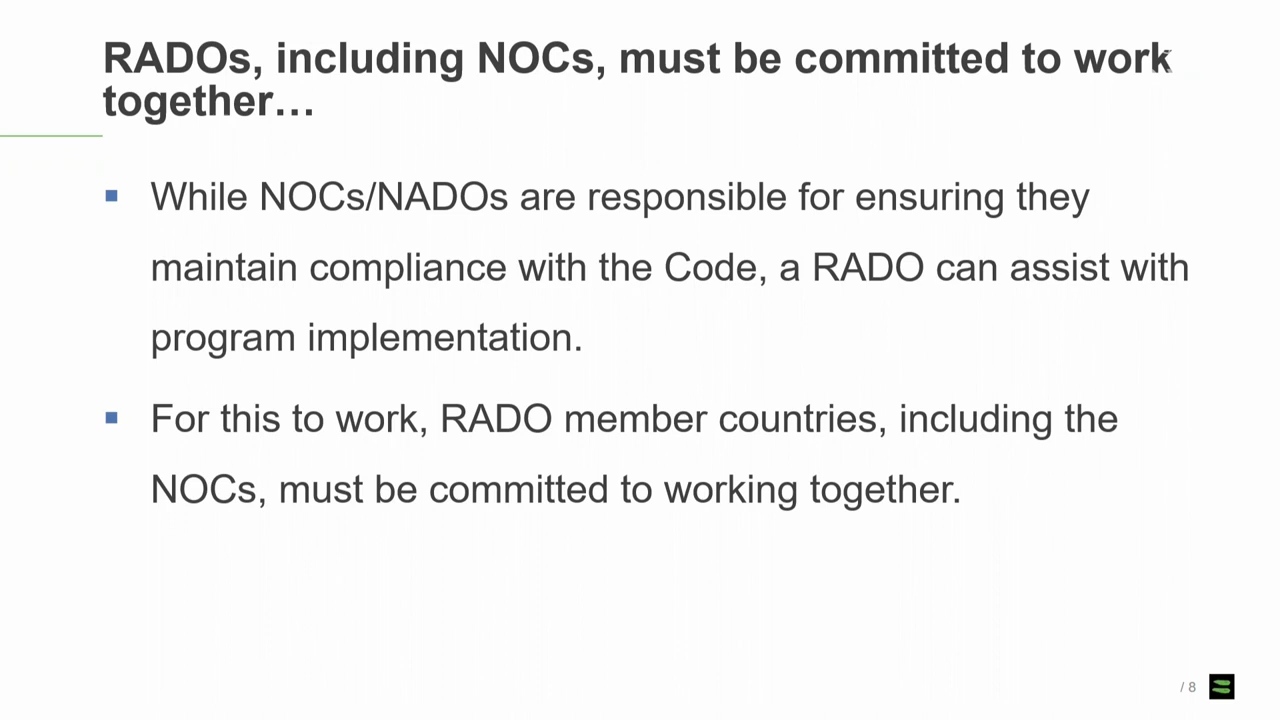 RADOs, including NOCs, must be committed to work
together…
While NOCs/NADOs are responsible for ensuring they
maintain compliance with the Code, a RADO can assist with
program implementation.
For this to work, RADO member countries, including the
NOCs, must be committed to working together.
/ 8